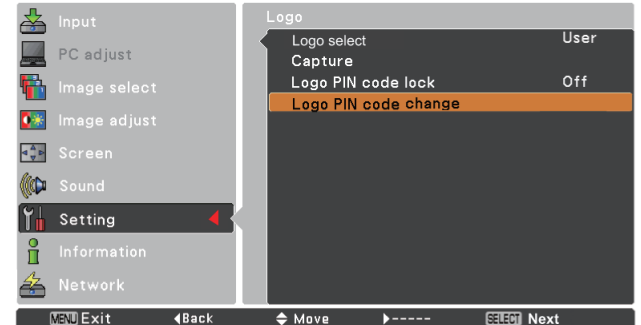 Input
PC adjust
Image select
Image adjust
Screen
Sound
Setting
Information
Network
Logo
Logo select User
Capture
Logo PIN code lock Off
Logo PIN code change
MENU Exit Back Move ----- SELECT Next